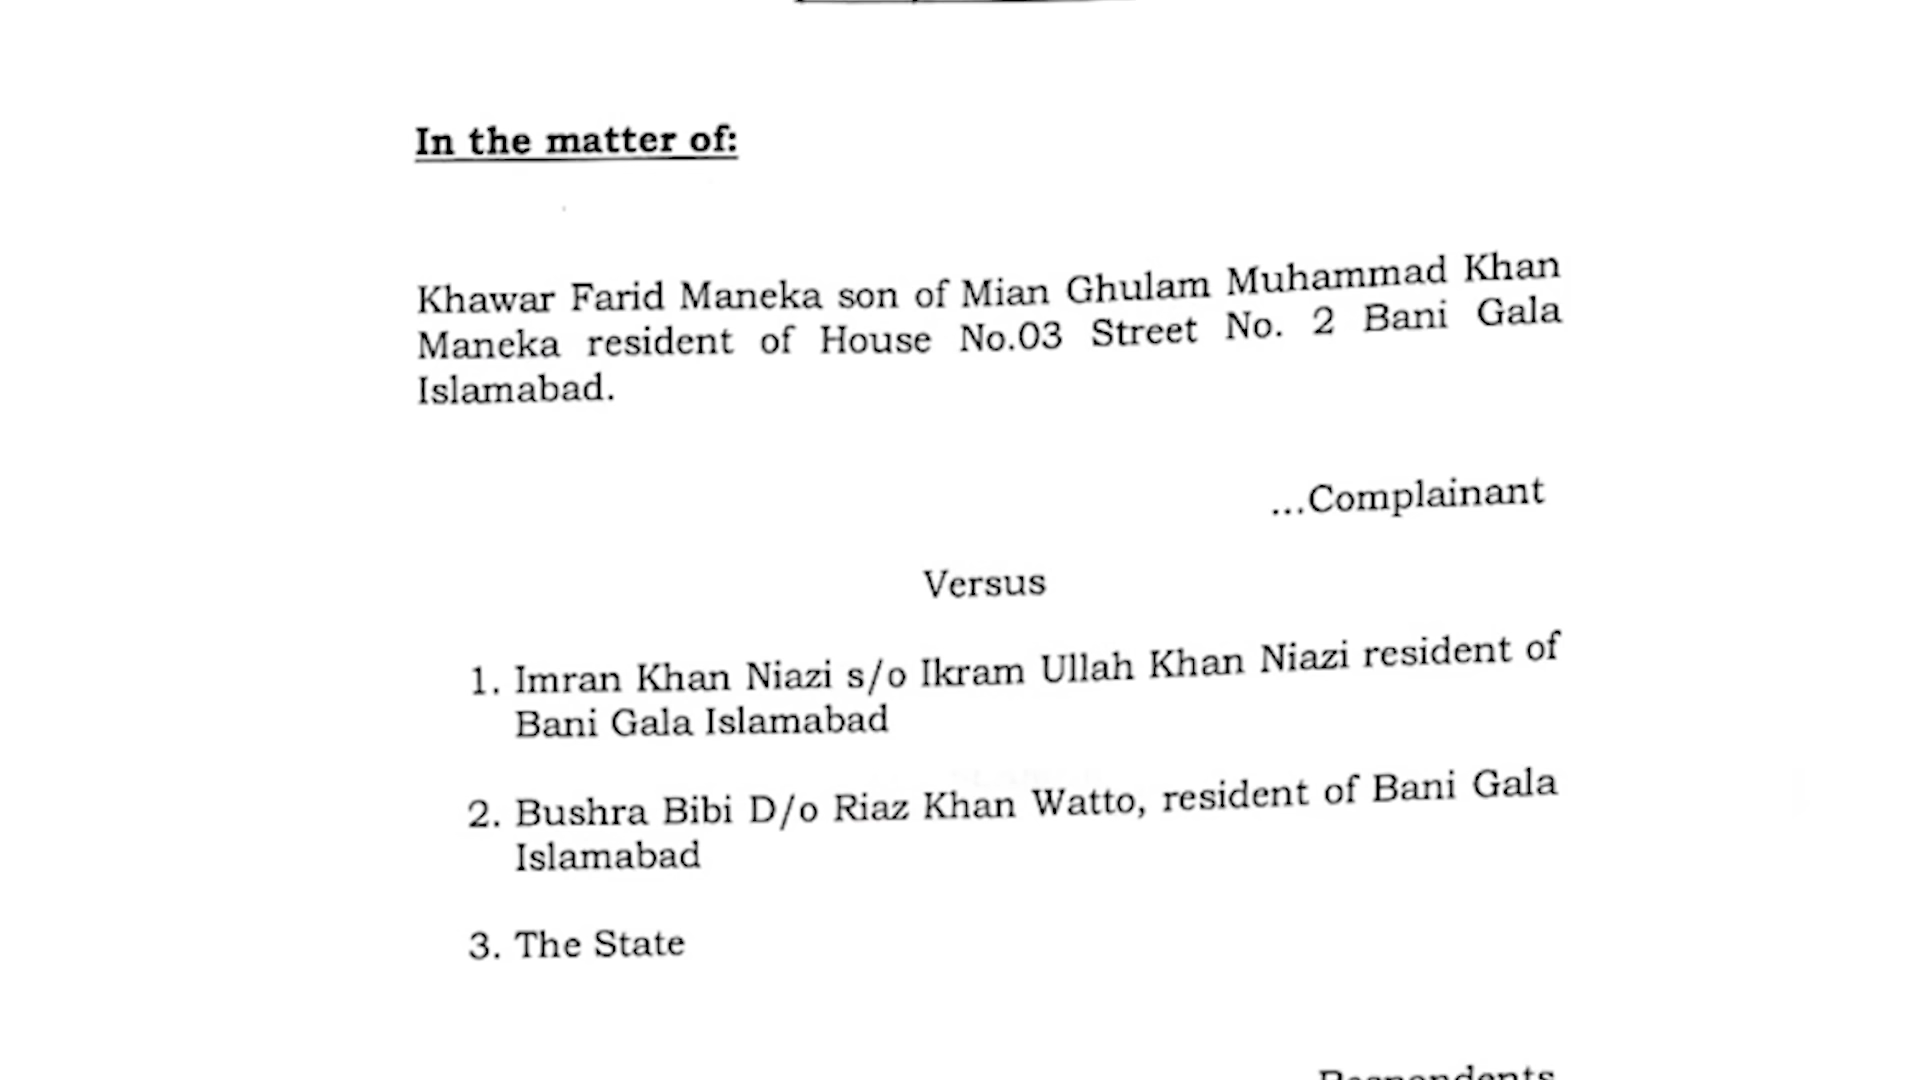 In the matter of:
Khawar Farid Maneka son of Mian Ghulam Muhammad Khan
Maneka resident of House No.03 Street No. 2 Bani Gala
Islamabad.
...Complainant
Versus
1. Imran Khan Niazi s/o Ikram Ullah Khan Niazi resident of
Bani Gala Islamabad
2. Bushra Bibi D/o Riaz Khan Watto, resident of Bani Gala
Islamabad
3. The State
Respondents